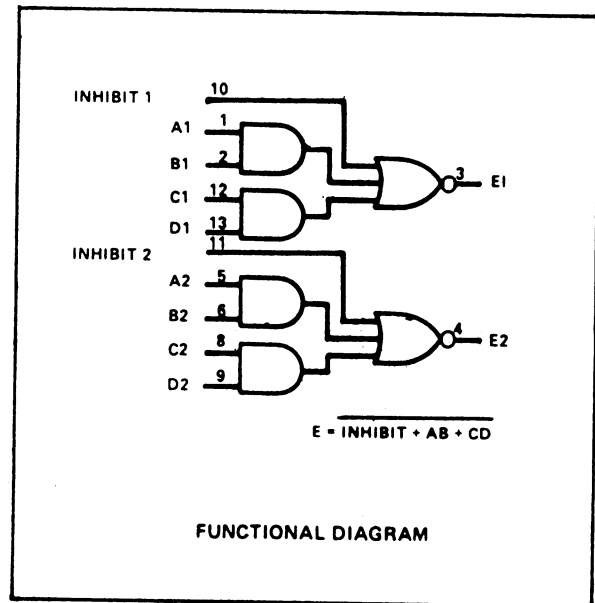 INHIBIT 1 10
A1 1
B1 2
C1 12
D1 13
3 E1
INHIBIT 2 11
A2 5
B2 6
C2 8
D2 9
4 E2
E = INHIBIT + AB + CD
FUNCTIONAL DIAGRAM